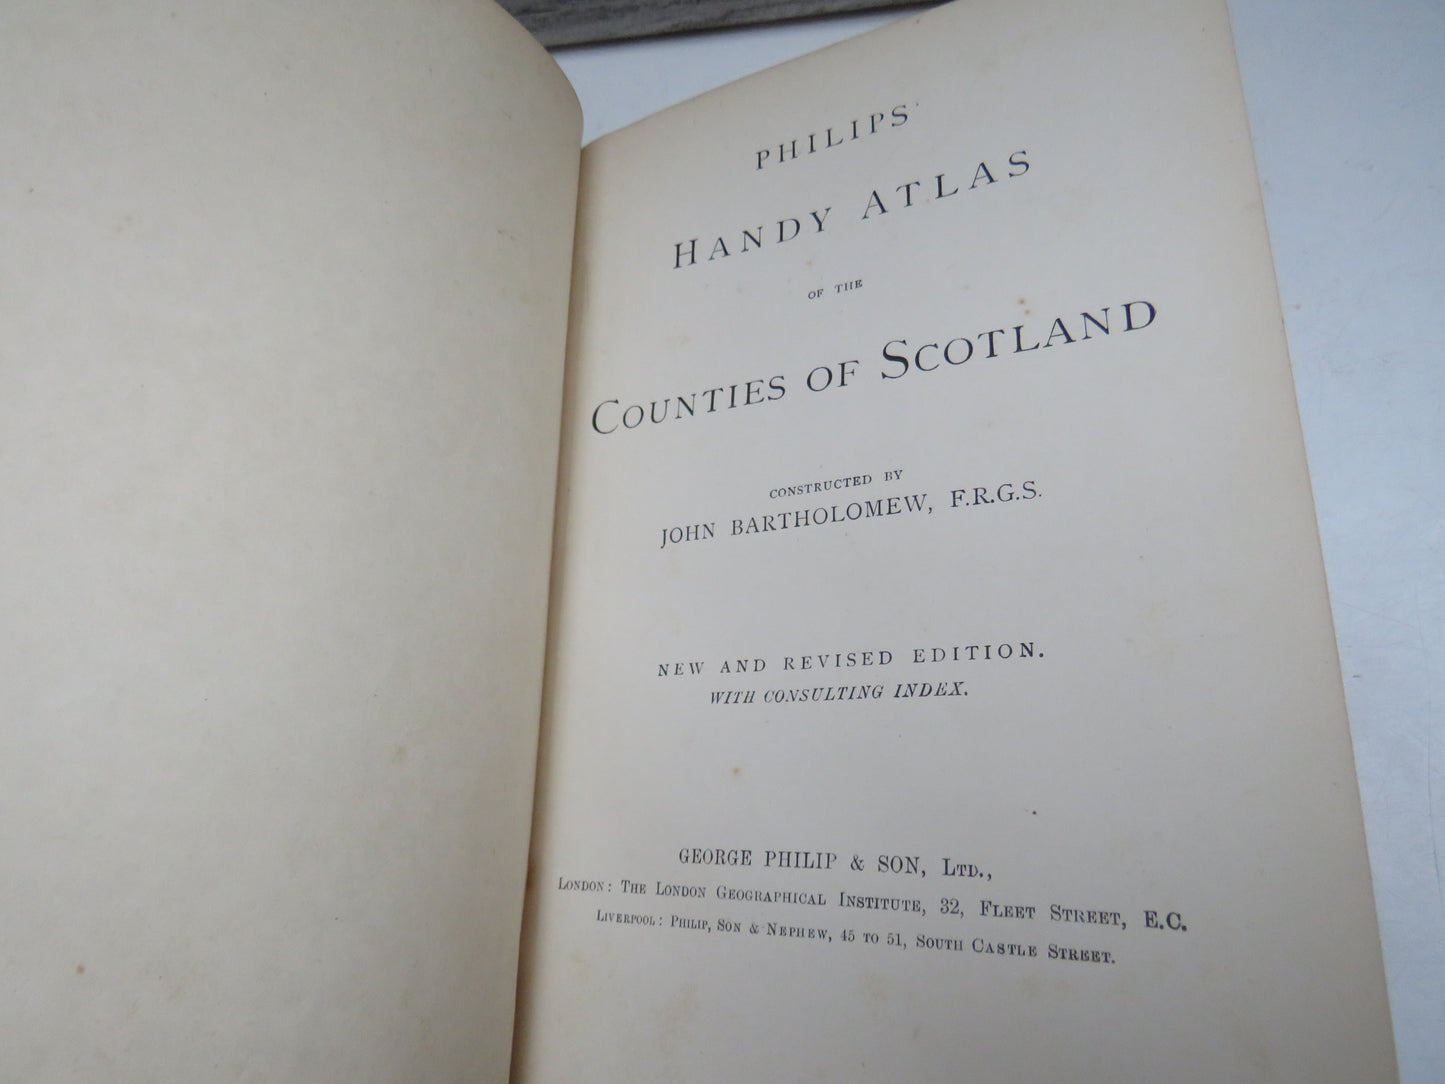 PHILIPS'
HANDY ATLAS
OF THE
COUNTIES OF SCOTLAND
CONSTRUCTED BY
JOHN BARTHOLOMEW, F.R.G.S.
NEW AND REVISED EDITION.
WITH CONSULTING INDEX.
GEORGE PHILIP & SON, LTD.,
LONDON: THE LONDON GEOGRAPHICAL INSTITUTE, 32, FLEET STREET, E.C.
LIVERPOOL: PHILIP, SON & NEPHEW, 45 TO 51, SOUTH CASTLE STREET.